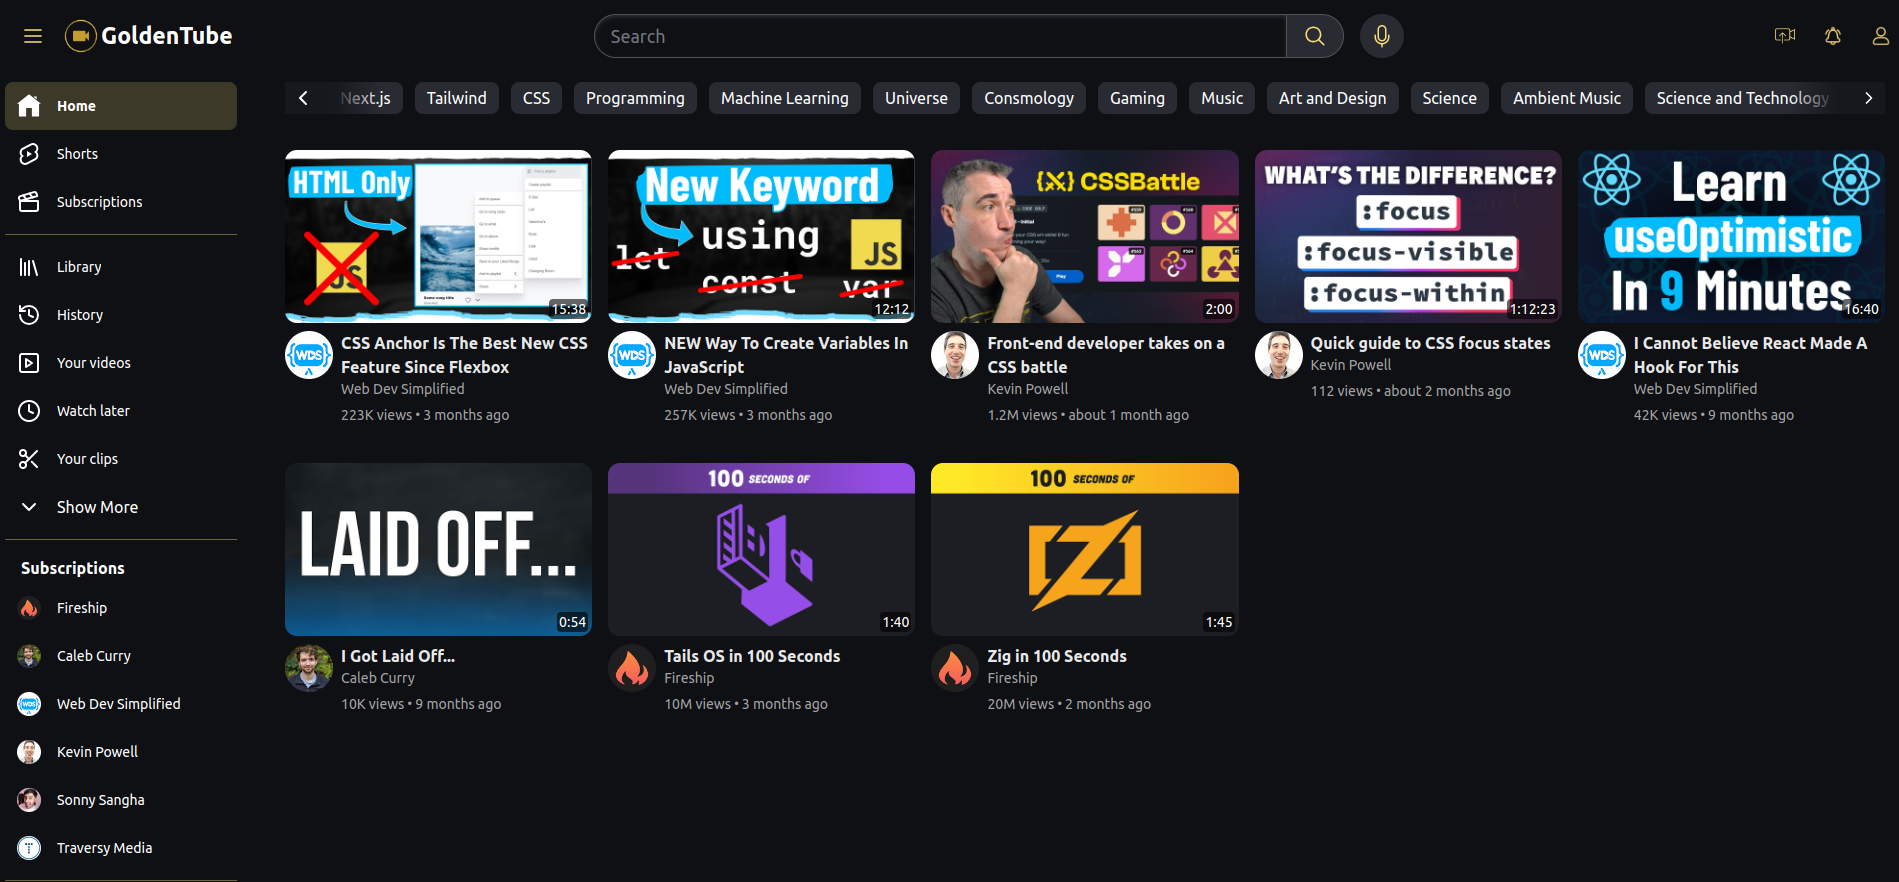 GoldenTube
Search
Home
Shorts
Subscriptions
Library
History
Your videos
Watch later
Your clips
Show More
Subscriptions
Fireship
Caleb Curry
Web Dev Simplified
Kevin Powell
Sonny Sangha
Traversy Media
Next.js
Tailwind
CSS
Programming
Machine Learning
Universe
Consmology
Gaming
Music
Art and Design
Science
Ambient Music
Science and Technology
HTML Only
JS
15:38
WDS
CSS Anchor Is The Best New CSS
Feature Since Flexbox
Web Dev Simplified
223K views • 3 months ago
New Keyword
let
using
const
JS
var
12:12
WDS
NEW Way To Create Variables In
JavaScript
Web Dev Simplified
257K views • 3 months ago
CSSBattle
Play
2:00
Front-end developer takes on a
CSS battle
Kevin Powell
1.2M views • about 1 month ago
WHAT'S THE DIFFERENCE?
:focus
:focus-visible
:focus-within
1:12:23
Quick guide to CSS focus states
Kevin Powell
112 views • about 2 months ago
Learn
useOptimistic
In 9 Minutes
16:40
WDS
I Cannot Believe React Made A
Hook For This
Web Dev Simplified
42K views • 9 months ago
LAID OFF...
0:54
I Got Laid Off...
Caleb Curry
10K views • 9 months ago
100 SECONDS OF
1:40
Tails OS in 100 Seconds
Fireship
10M views • 3 months ago
100 SECONDS OF
1:45
Zig in 100 Seconds
Fireship
20M views • 2 months ago